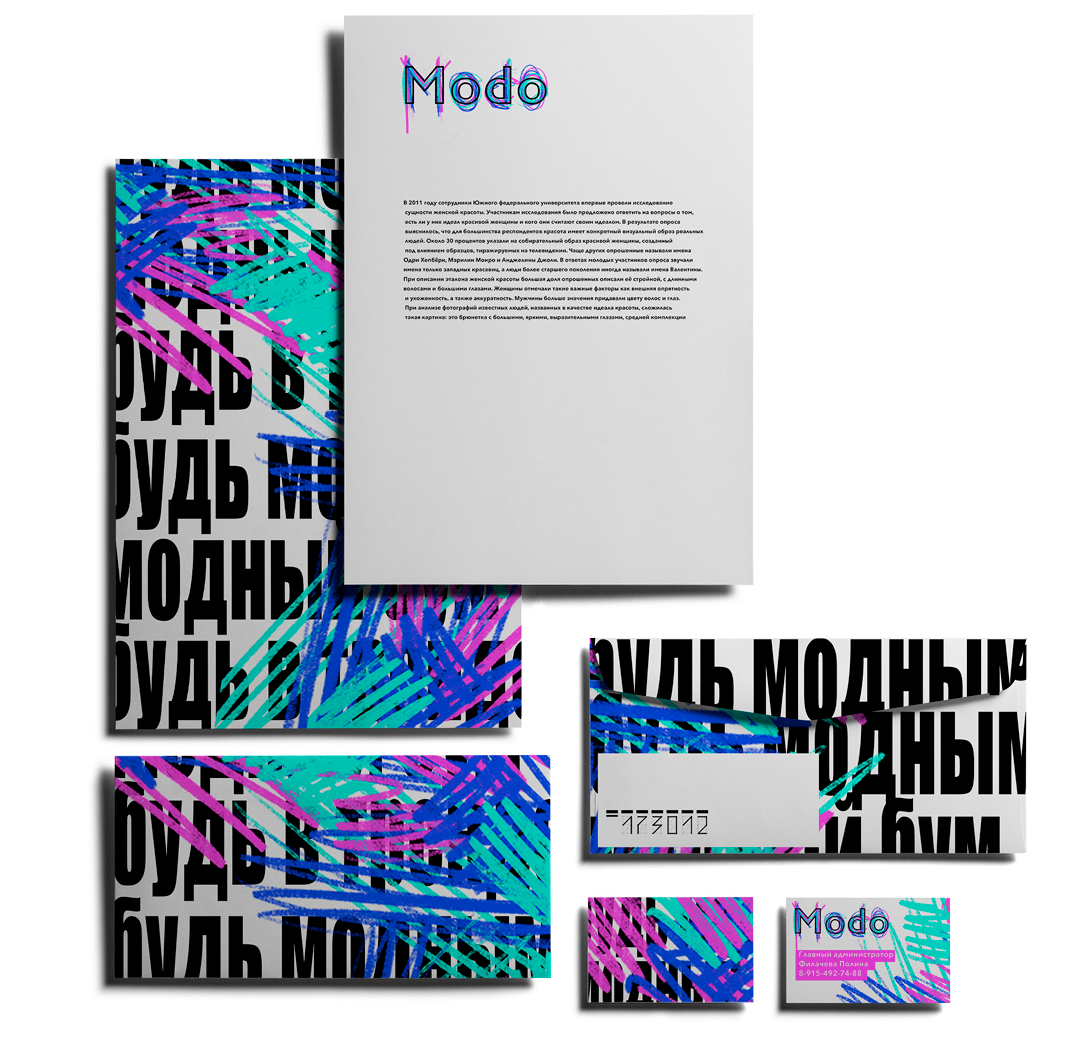 Modo
В 2011 году сотрудники Южного федерального университета впервые провели исследование
сущности женской красоты. Участникам исследования было предложено ответить на вопросы о том,
есть ли у них идеал красивой женщины и кого они считают своим идеалом. В результате опроса
выяснилось, что для большинства респондентов красота имеет конкретный визуальный образ реальных
людей. Около 30 процентов указали на собирательный образ красивой женщины, созданный
под влиянием образцов, тиражируемых на телевидении. Чаще других опрошенные называли имена
Одри Хепбёрн, Мэрилин Монро и Анджелины Джоли. В ответах молодых участников опроса звучали
имена только западных красавиц, а люди более старшего поколения иногда называли имена Валентины.
При описании эталона женской красоты большая доля опрошенных описали её стройной, с длинными
волосами и большими глазами. Женщины отмечали такие важные факторы как внешняя опрятность
и ухоженность, а также аккуратность. Мужчины больше значения придавали цвету волос и глаз.
При анализе фотографий известных людей, названных в качестве идеала красоты, сложилась
такая картина: это брюнетка с большими, яркими, выразительными глазами, средней комплекции
будь в
будь мо
модны
будь в
будь модным
модным
и бум
173012
будь в
будь модным
Modo
Главный администратор
Филачева Полина
8-915-492-74-88